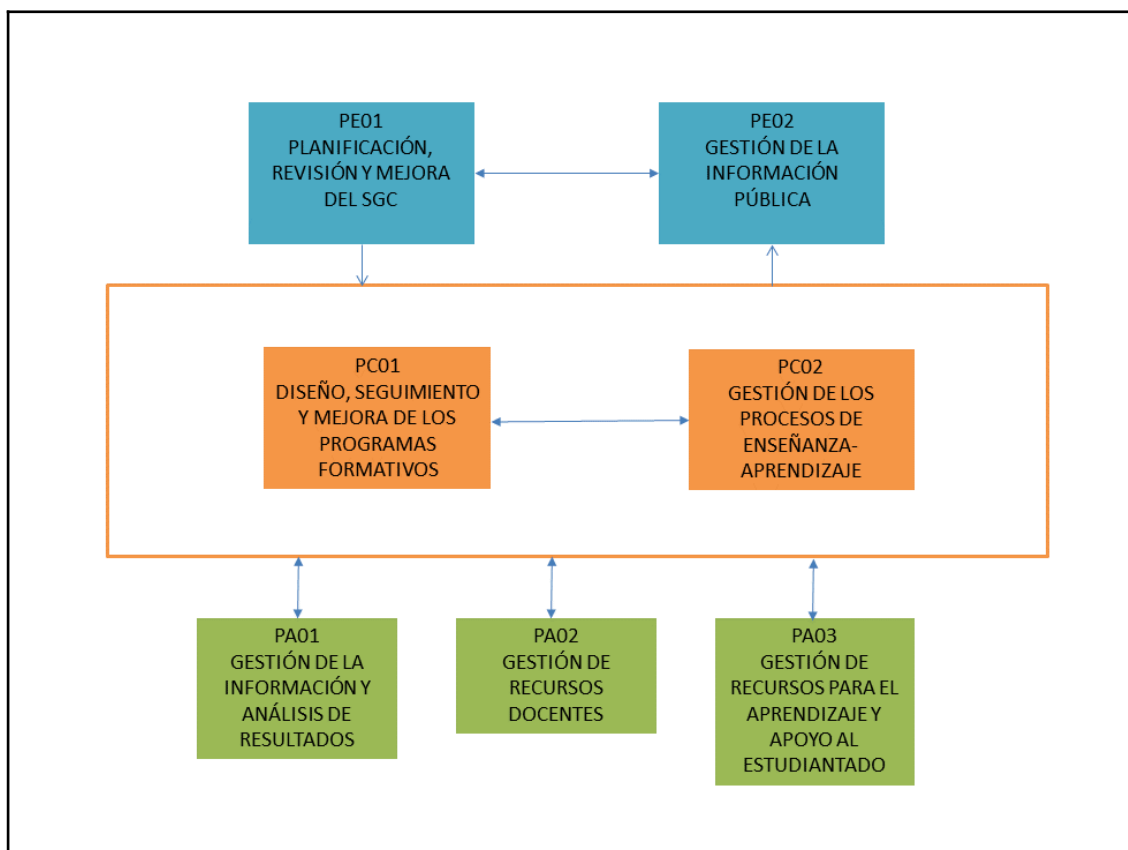 PE01
PLANIFICACIÓN,
REVISIÓN Y MEJORA
DEL SGC
PE02
GESTIÓN DE LA
INFORMACIÓN
PÚBLICA
PC01
DISEÑO, SEGUIMIENTO
Y MEJORA DE LOS
PROGRAMAS
FORMATIVOS
PC02
GESTIÓN DE LOS
PROCESOS DE
ENSEÑANZA-
APRENDIZAJE
PA01
GESTIÓN DE LA
INFORMACIÓN Y
ANÁLISIS DE
RESULTADOS
PA02
GESTIÓN DE
RECURSOS
DOCENTES
PA03
GESTIÓN DE
RECURSOS PARA EL
APRENDIZAJE Y
APOYO AL
ESTUDIANTADO